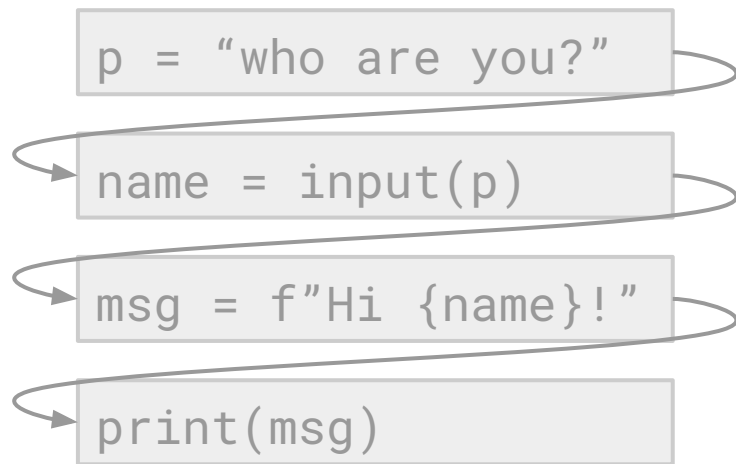 p = “who are you?”
name = input(p)
msg = f”Hi {name}!”
print(msg)